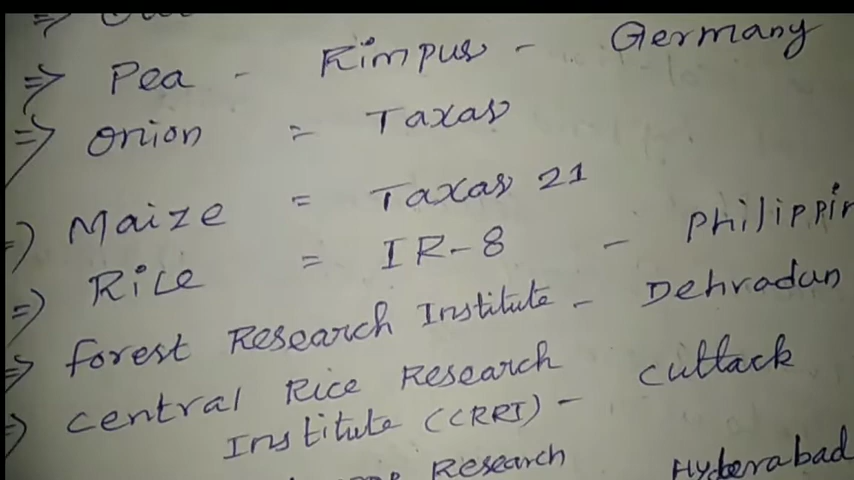 ⇒ Pea - Rimpus - Germany
⇒ Onion = Taxas
⇒ Maize = Taxas 21
⇒ Rice = IR-8 - Philippin
⇒ Forest Research Institute - Dehradun
⇒ Central Rice Research
Institute (CRRI) - Cuttack
Research Hyderabad